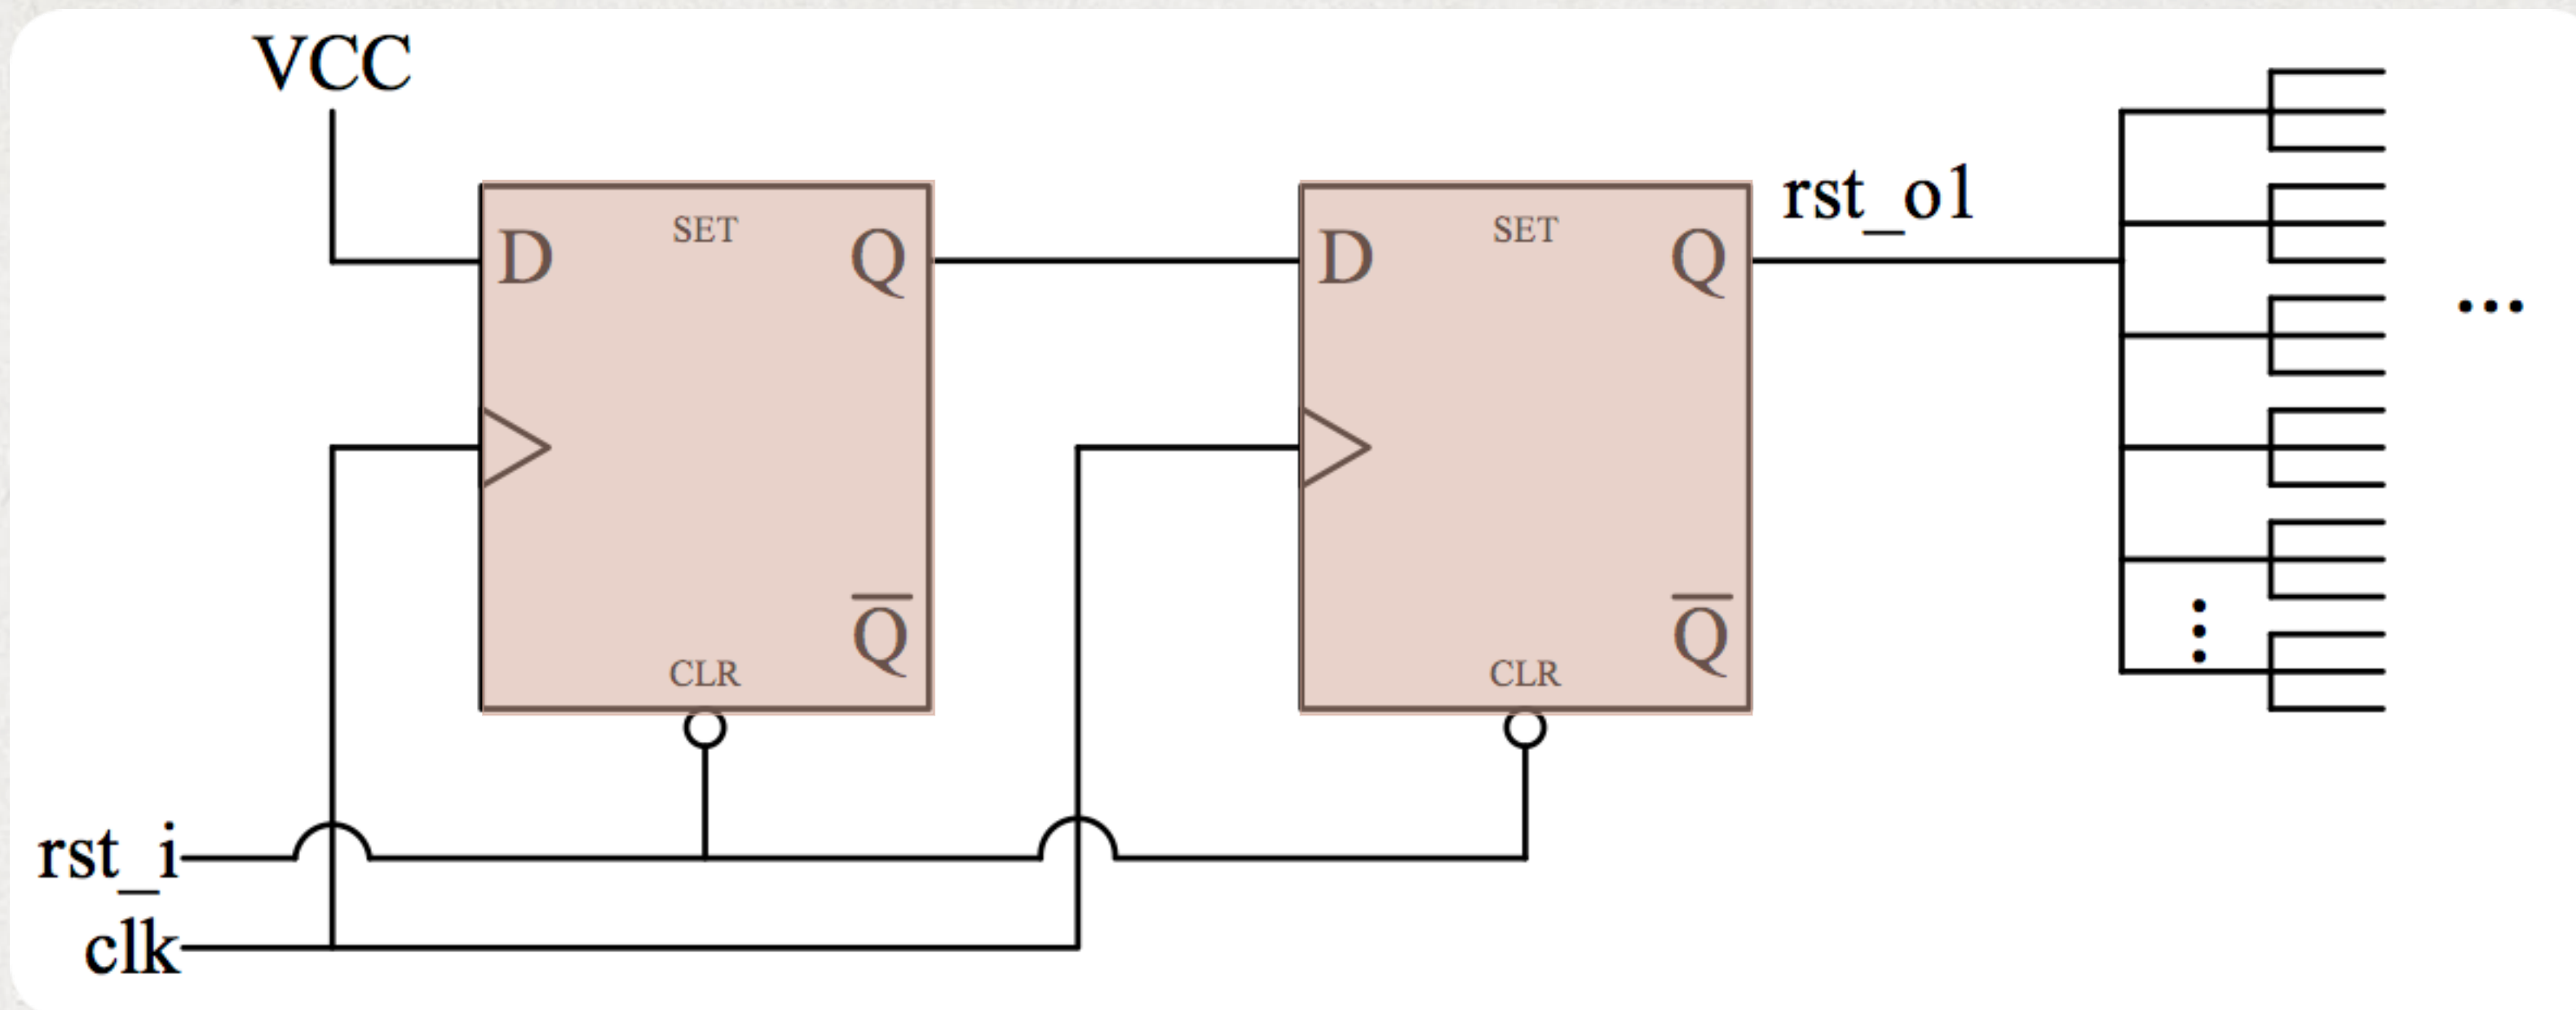 VCC
SET
D
Q
Q
CLR
SET
D
Q
Q
CLR
rst_o1
...
rst_i
clk